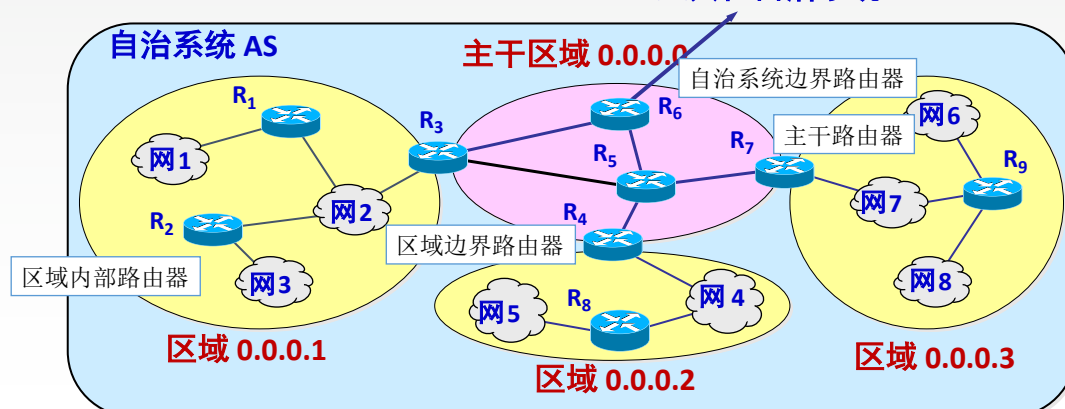 自治系统 AS
主干区域 0.0.0.0
自治系统边界路由器
R1
R3
R6
主干路由器
网6
网1
R5
R7
R9
R2
网2
R4
网7
区域边界路由器
区域内部路由器
网3
网5
R8
网4
网8
区域 0.0.0.1
区域 0.0.0.2
区域 0.0.0.3